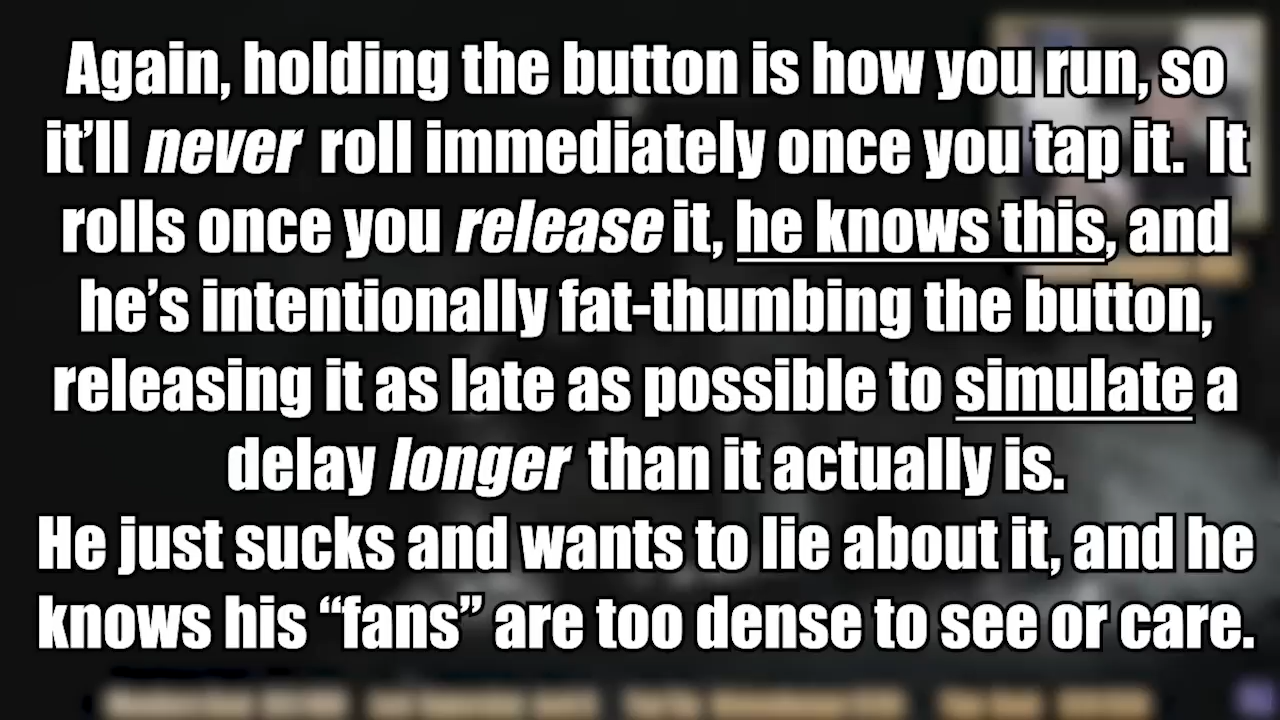 Again, holding the button is how you run, so
it’ll never roll immediately once you tap it. It
rolls once you release it, he knows this, and
he’s intentionally fat-thumbing the button,
releasing it as late as possible to simulate a
delay longer than it actually is.
He just sucks and wants to lie about it, and he
knows his “fans” are too dense to see or care.